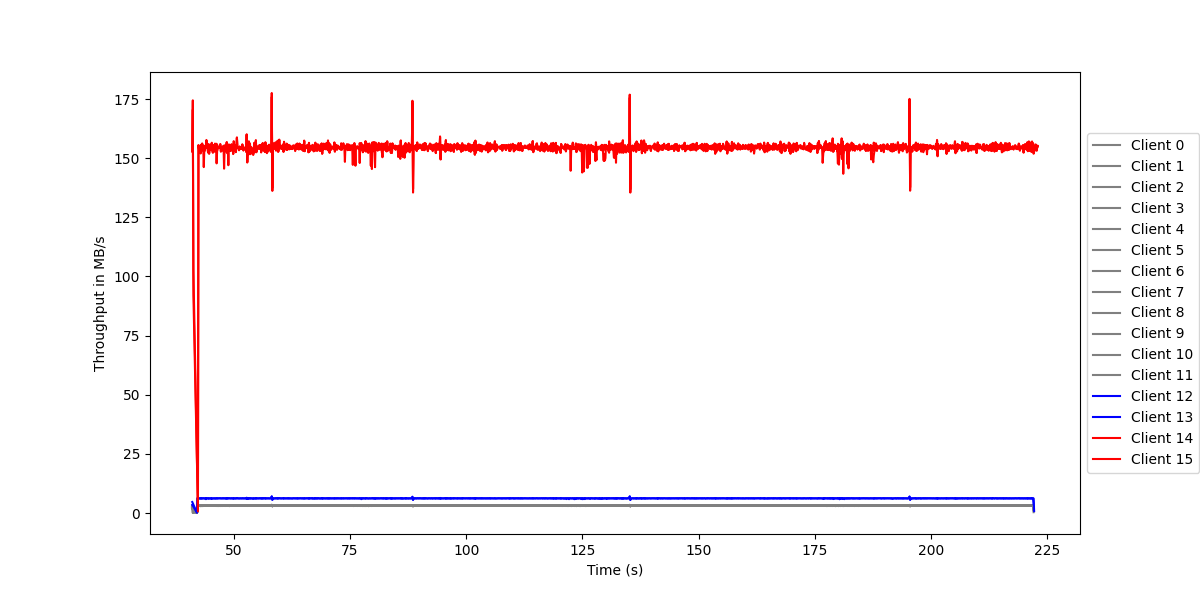 175
150
125
100
75
50
25
0
Throughput in MB/s
50
75
100
125
150
175
200
225
Time (s)
Client 0
Client 1
Client 2
Client 3
Client 4
Client 5
Client 6
Client 7
Client 8
Client 9
Client 10
Client 11
Client 12
Client 13
Client 14
Client 15